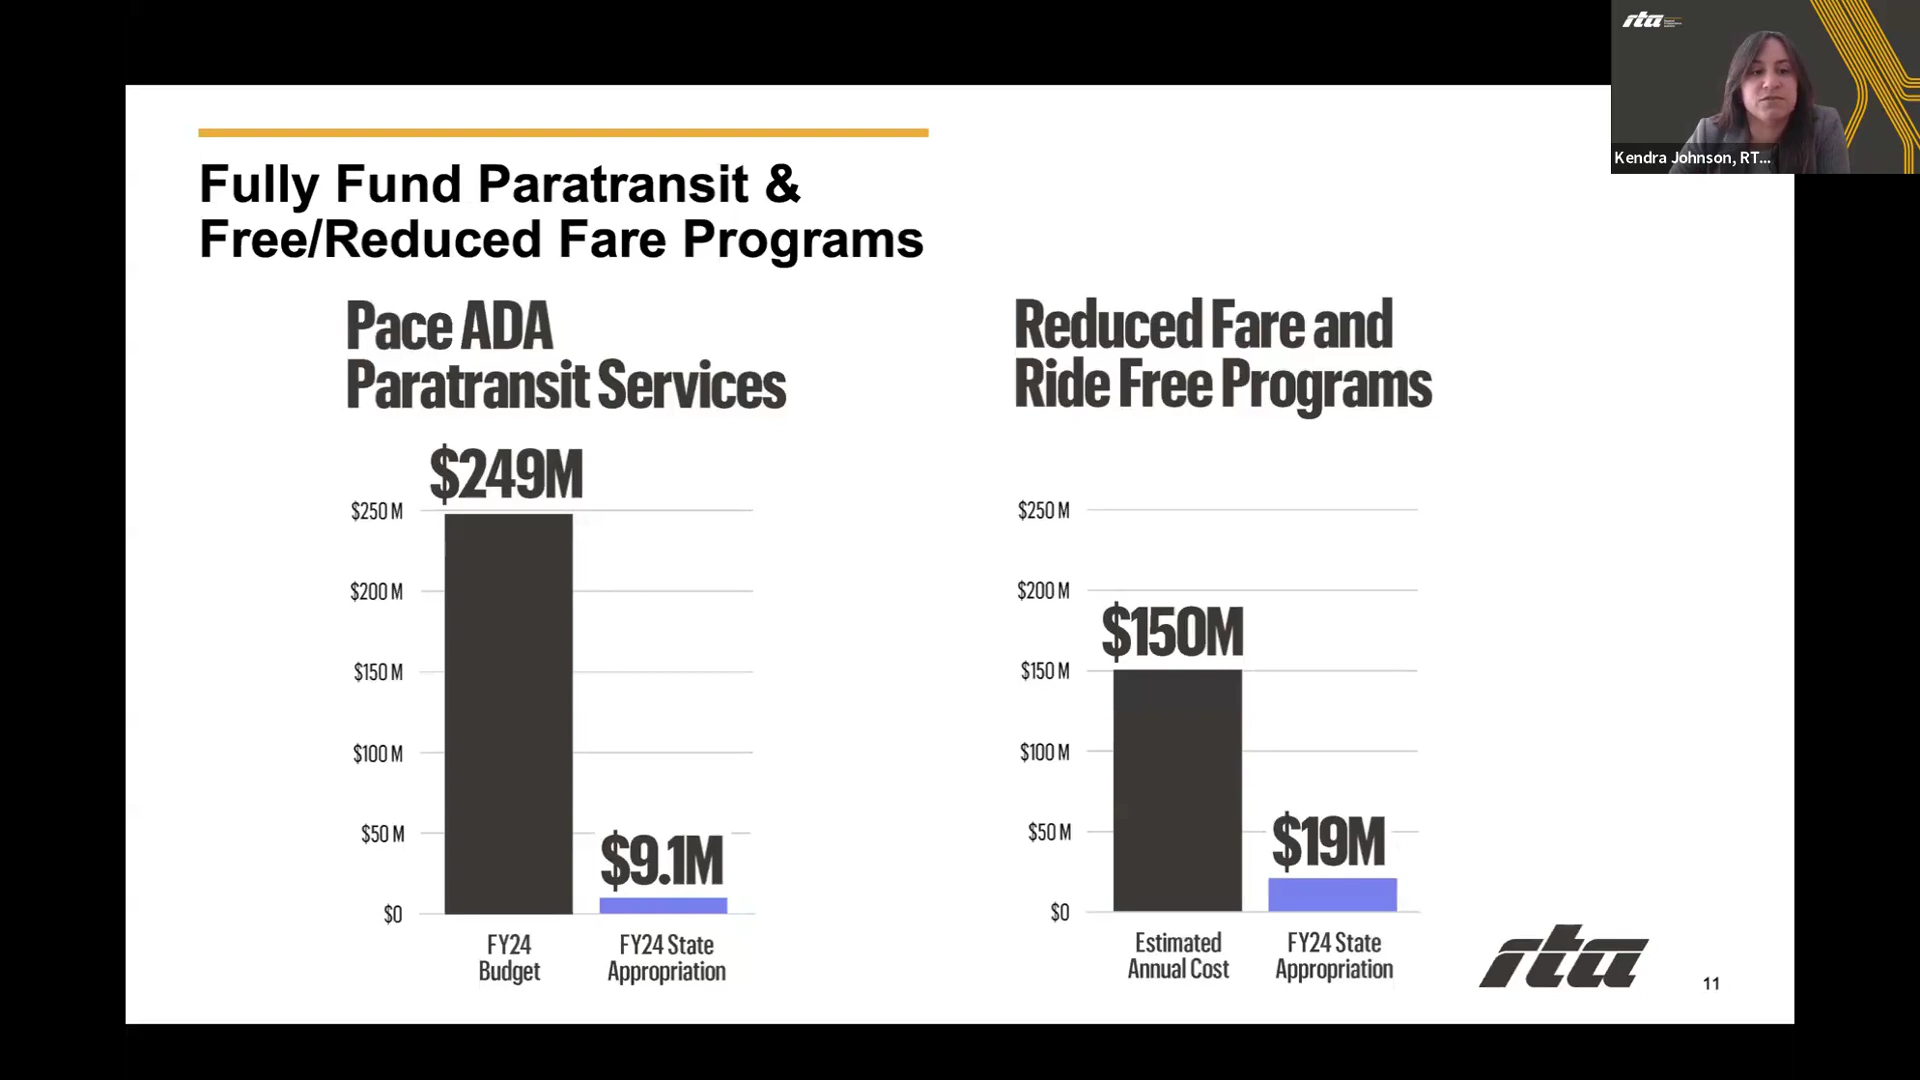 rta
Kendra Johnson, RT...
Fully Fund Paratransit &
Free/Reduced Fare Programs
Pace ADA
Paratransit Services
$249M
$250 M
$200 M
$150 M
$100 M
$50 M
$9.1M
$0
FY24
Budget
FY24 State
Appropriation
Reduced Fare and
Ride Free Programs
$250 M
$200 M
$150M
$150 M
$100 M
$50 M
$19M
$0
Estimated
Annual Cost
FY24 State
Appropriation
rta
11